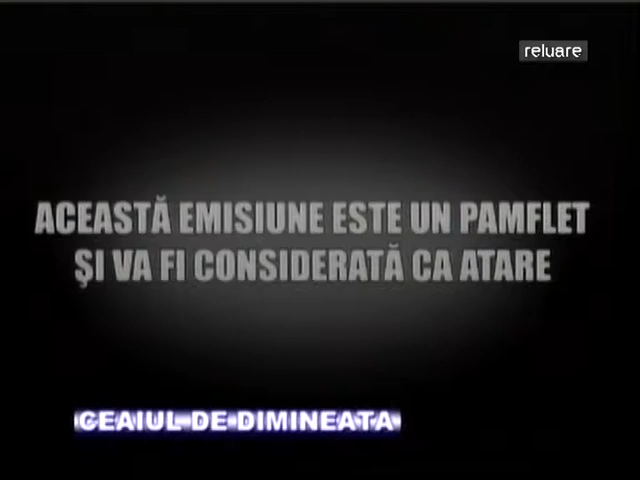 reluare
ACEASTĂ EMISIUNE ESTE UN PAMFLET
ŞI VA FI CONSIDERATĂ CA ATARE
CEAIUL DE DIMINEATA